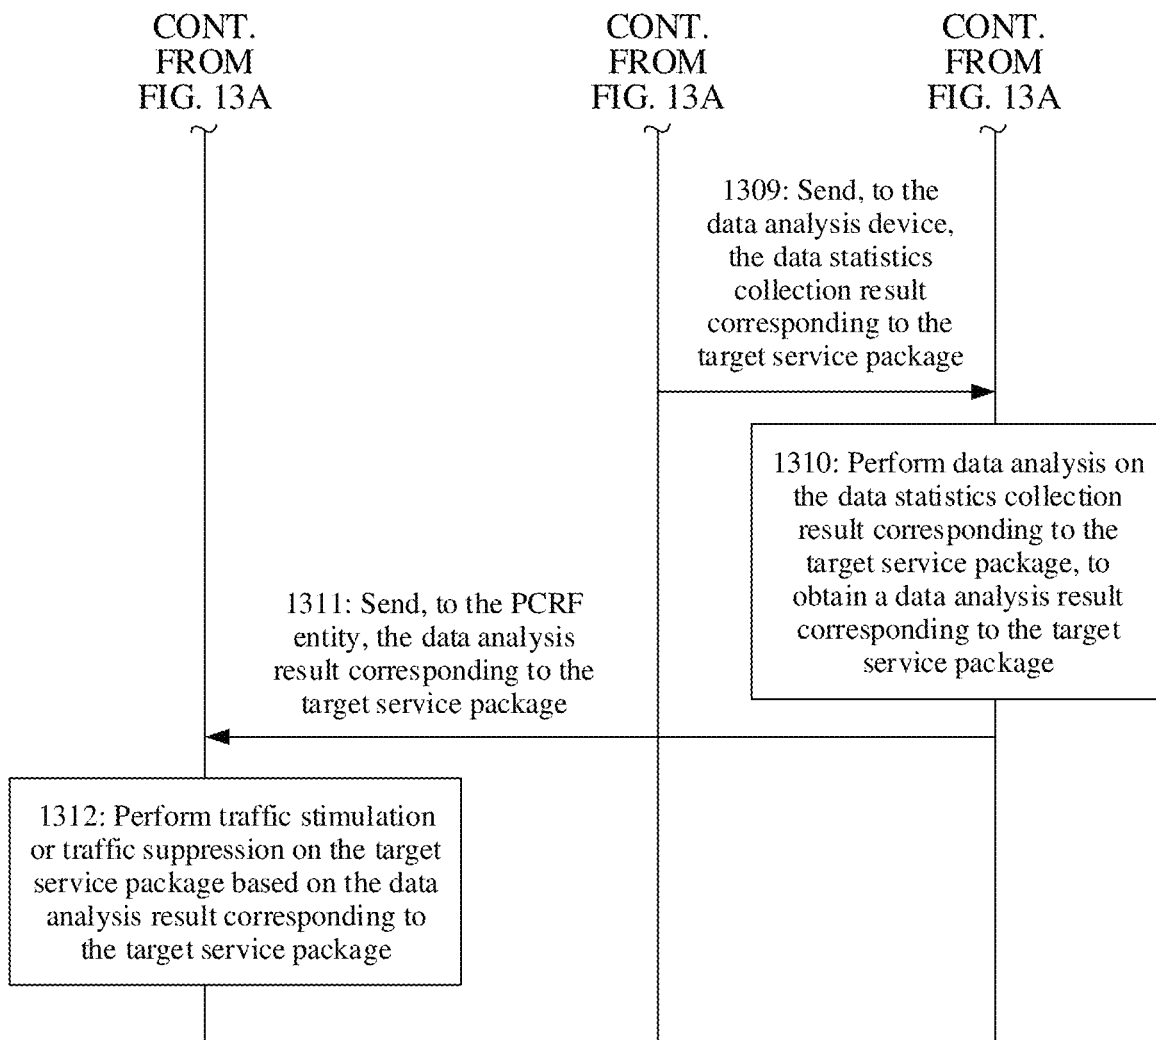 CONT.
FROM
FIG. 13A
CONT.
FROM
FIG. 13A
CONT.
FROM
FIG. 13A
1309: Send, to the
data analysis device,
the data statistics
collection result
corresponding to the
target service package
1310: Perform data analysis on
the data statistics collection
result corresponding to the
target service package, to
obtain a data analysis result
corresponding to the target
service package
1311: Send, to the PCRF
entity, the data analysis
result corresponding to the
target service package
1312: Perform traffic stimulation
or traffic suppression on the target
service package based on the data
analysis result corresponding to
the target service package